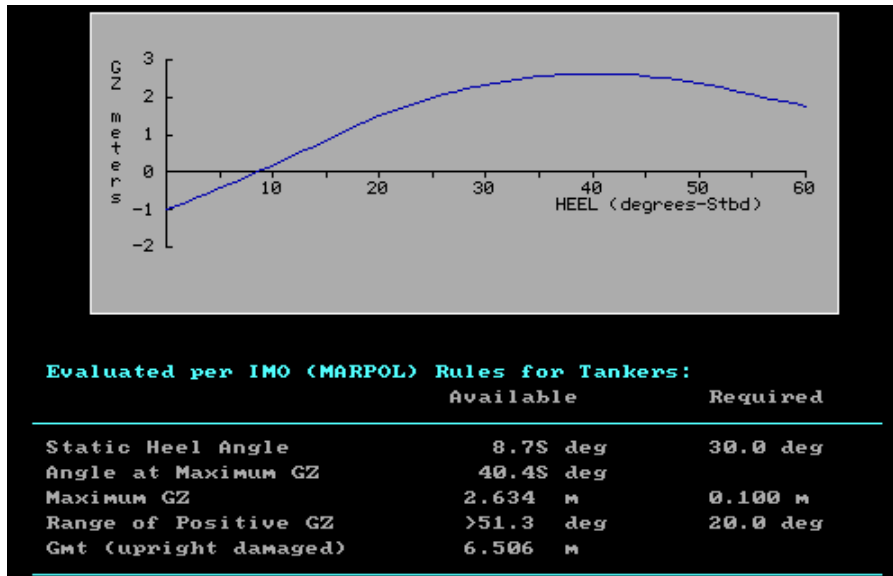 GZ meters
3
2
1
0
-1
-2
10 20 30 40 50 60
HEEL (degrees-Stbd)
Evaluated per IMO (MARPOL) Rules for Tankers:
Available Required
Static Heel Angle 8.7S deg 30.0 deg
Angle at Maximum GZ 40.4S deg
Maximum GZ 2.634 m 0.100 m
Range of Positive GZ >51.3 deg 20.0 deg
Gmt (upright damaged) 6.506 m